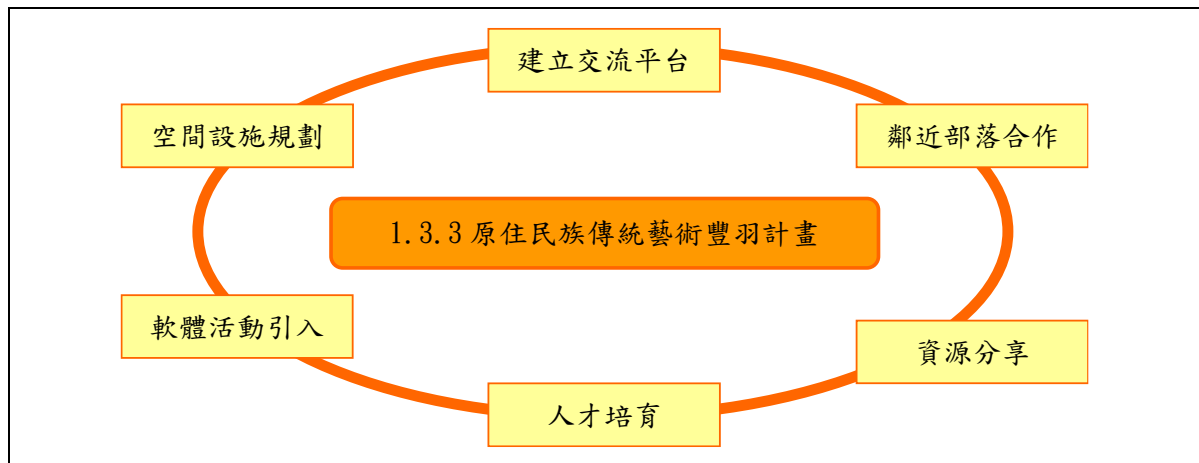 建立交流平台
空間設施規劃
鄰近部落合作
1.3.3 原住民族傳統藝術豐羽計畫
軟體活動引入
資源分享
人才培育